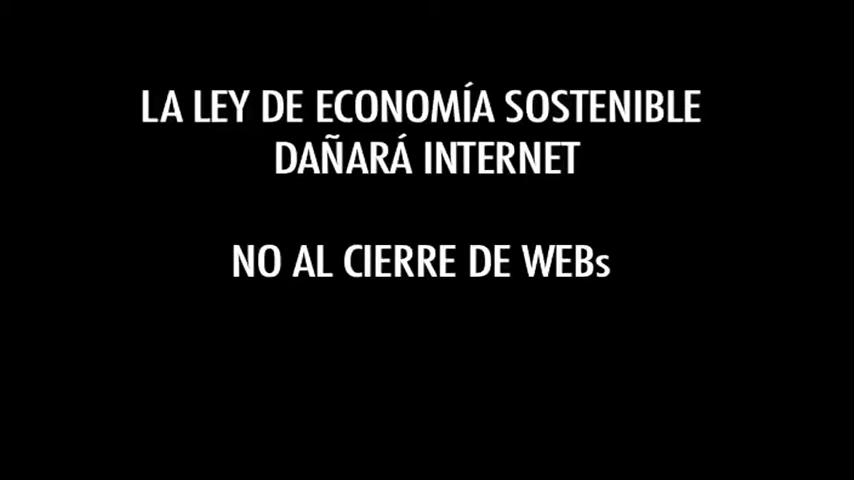 LA LEY DE ECONOMÍA SOSTENIBLE
DAÑARÁ INTERNET
NO AL CIERRE DE WEBs